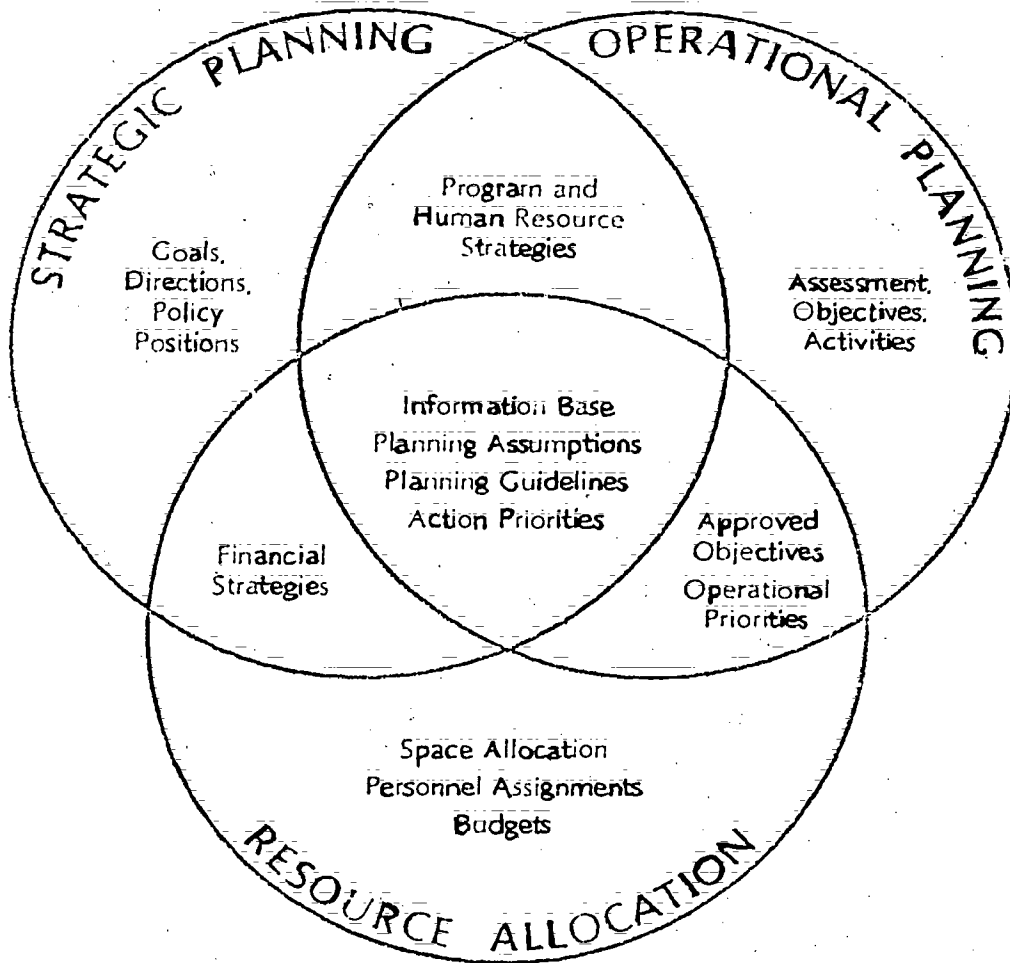 STRATEGIC PLANNING
OPERATIONAL PLANNING
Program and
Human Resource
Strategies
Goals,
Directions,
Policy
Positions
Assessment,
Objectives,
Activities
Information Base
Planning Assumptions
Planning Guidelines
Action Priorities
Financial
Strategies
Approved
Objectives
Operational
Priorities
Space Allocation
Personnel Assignments
Budgets
RESOURCE ALLOCATION